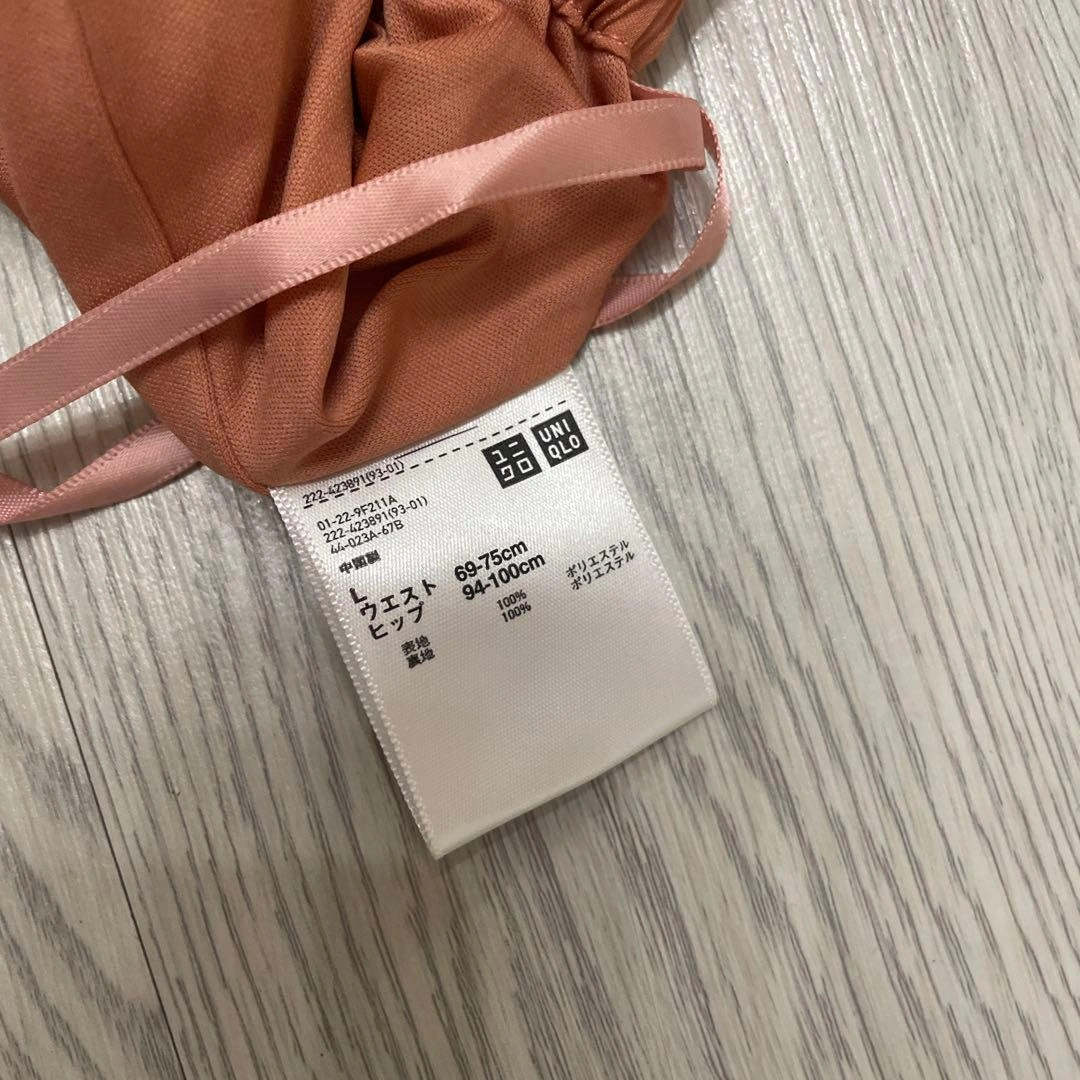 ユニクロ
UNIQLO
222-423891(93-01)
01-22-9F211A
222-423891(93-01)
44-023A-67B
中国製
L
ウエスト 69-75cm
ヒップ 94-100cm
表地 100% ポリエステル
裏地 100% ポリエステル